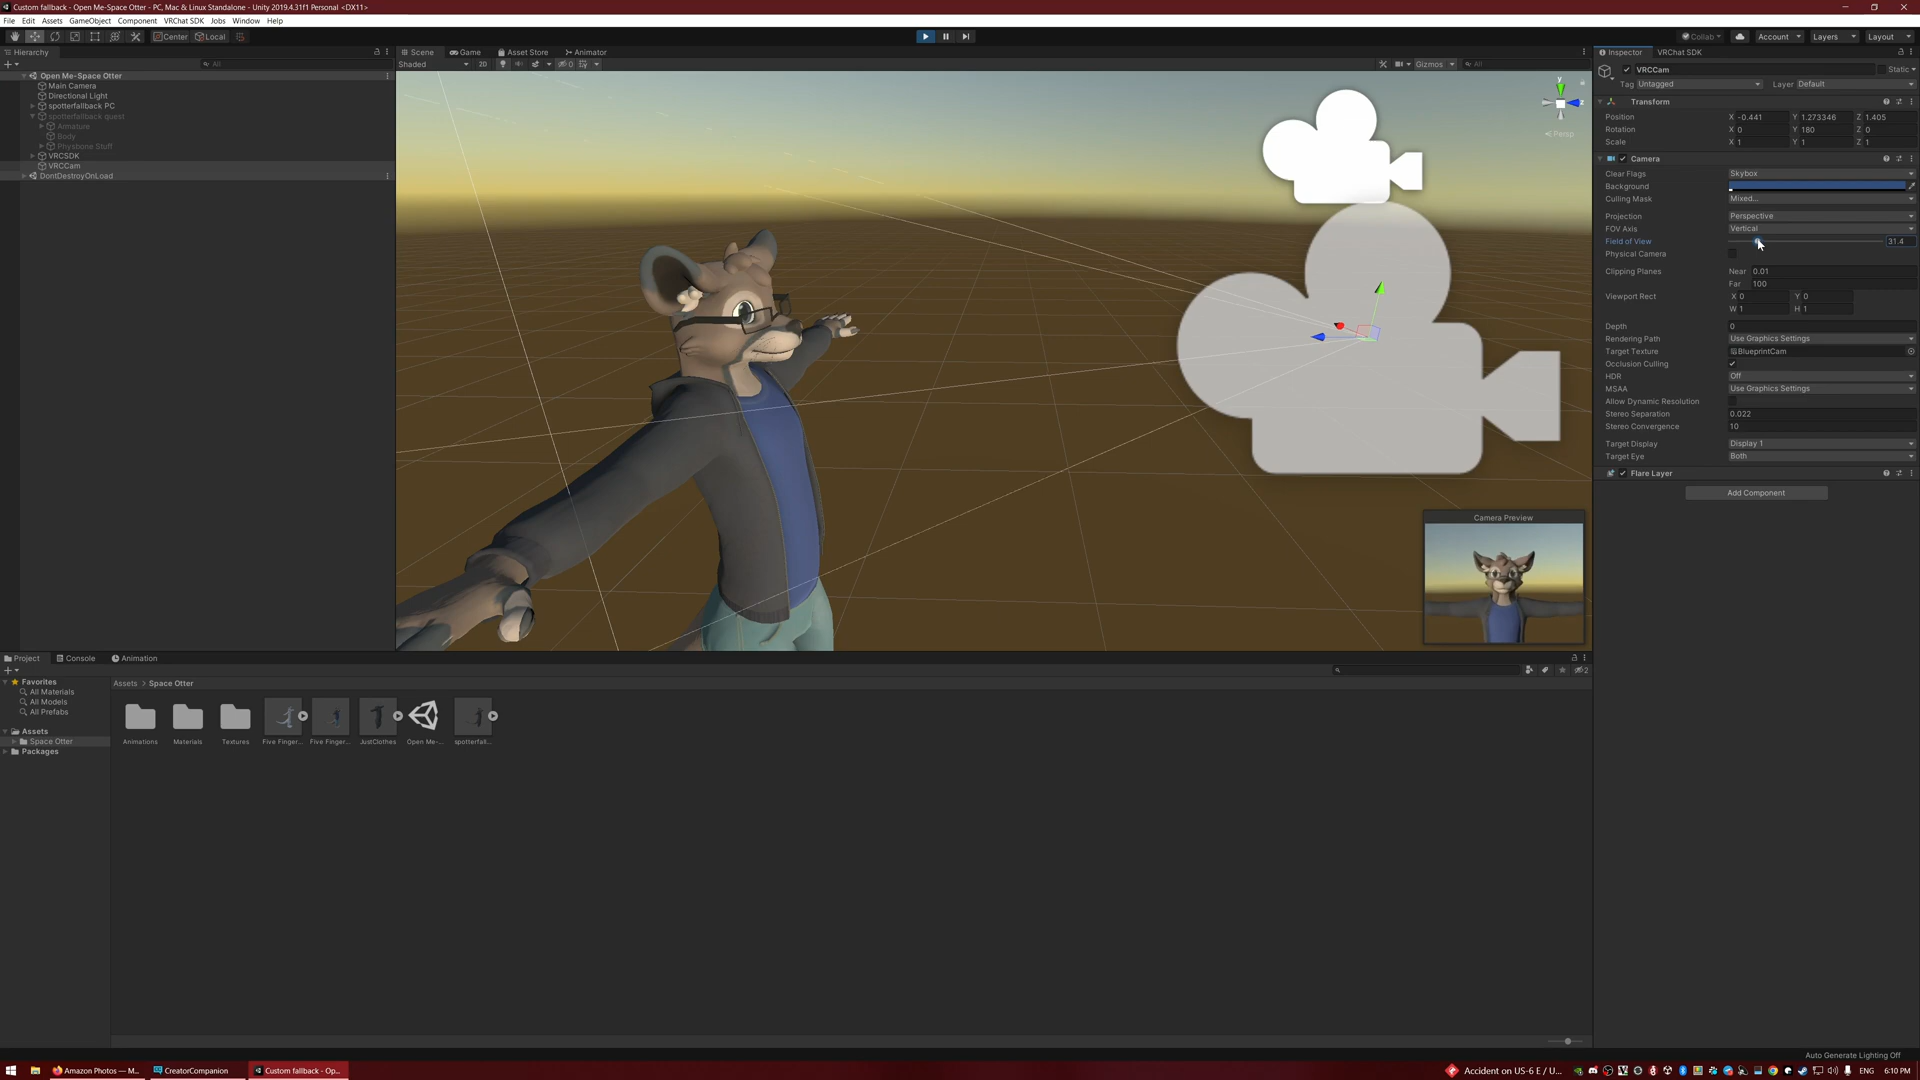 Custom fallback - Open Me-Space Otter - PC, Mac & Linux Standalone - Unity 2019.4.31f1 Personal <DX11>
File Edit Assets GameObject Component VRChat SDK Jobs Window Help
Center Local Collab Account Layers Layout
Hierarchy
All
Open Me-Space Otter
Main Camera
Directional Light
spotterfallback PC
spotterfallback quest
Armature
Body
Physbone Stuff
VRCSDK
VRCCam
DontDestroyOnLoad
Scene Game Asset Store Animator
Shaded 2D 0 Gizmos All
y
z
Persp
Camera Preview
Inspector VRChat SDK
VRCCam Static
Tag Untagged Layer Default
Transform
Position X -0.441 Y 1.273346 Z 1.405
Rotation X 0 Y 180 Z 0
Scale X 1 Y 1 Z 1
Camera
Clear Flags Skybox
Background
Culling Mask Mixed...
Projection Perspective
FOV Axis Vertical
Field of View 31.4
Physical Camera
Clipping Planes Near 0.01
Far 100
Viewport Rect X 0 Y 0
W 1 H 1
Depth 0
Rendering Path Use Graphics Settings
Target Texture BlueprintCam
Occlusion Culling
HDR Off
MSAA Use Graphics Settings
Allow Dynamic Resolution
Stereo Separation 0.022
Stereo Convergence 10
Target Display Display 1
Target Eye Both
Flare Layer
Add Component
Project Console Animation
2
Favorites
All Materials
All Models
All Prefabs
Assets
Space Otter
Packages
Assets > Space Otter
Animations Materials Textures Five Finger... Five Finger... JustClothes Open Me-... spotterfall...
Auto Generate Lighting Off
Amazon Photos — M... CreatorCompanion Custom fallback - Op... Accident on US-6 E / U... ENG 6:10 PM